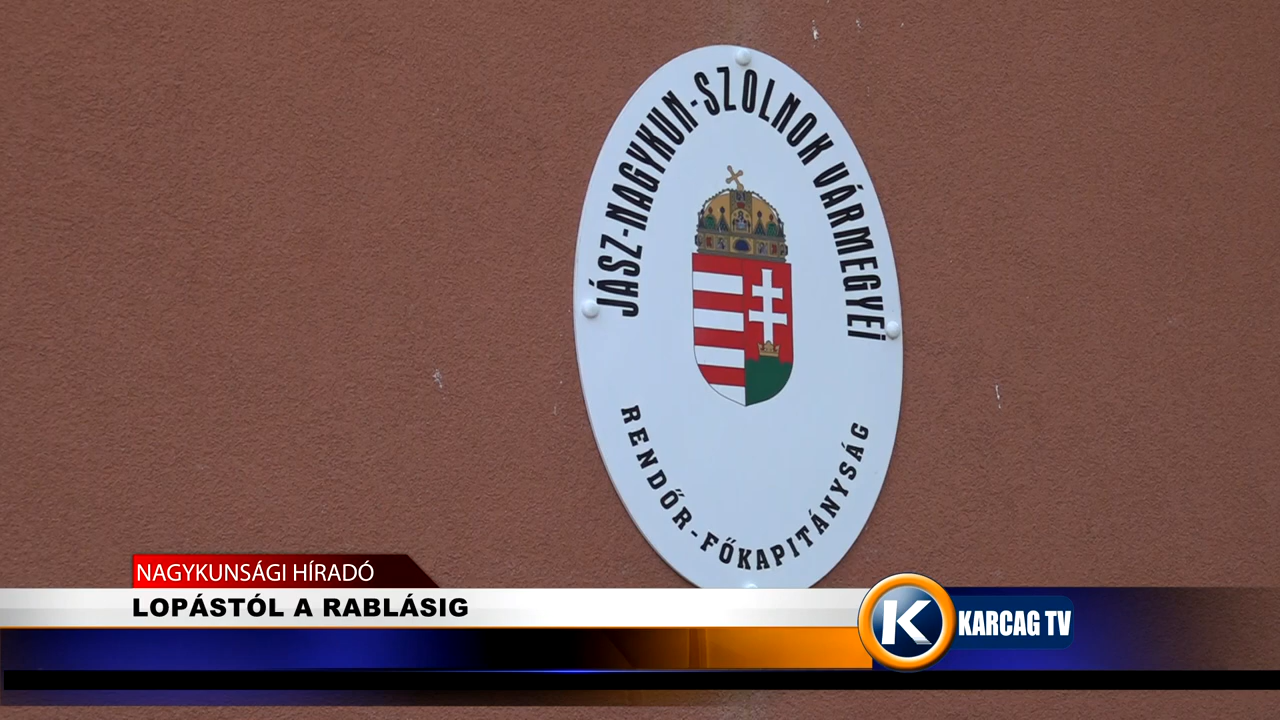 JÁSZ-NAGYKUN-SZOLNOK VÁRMEGYEI
RENDŐR-FŐKAPITÁNYSÁG
NAGYKUNSÁGI HÍRADÓ
LOPÁSTÓL A RABLÁSIG
K KARCAG TV